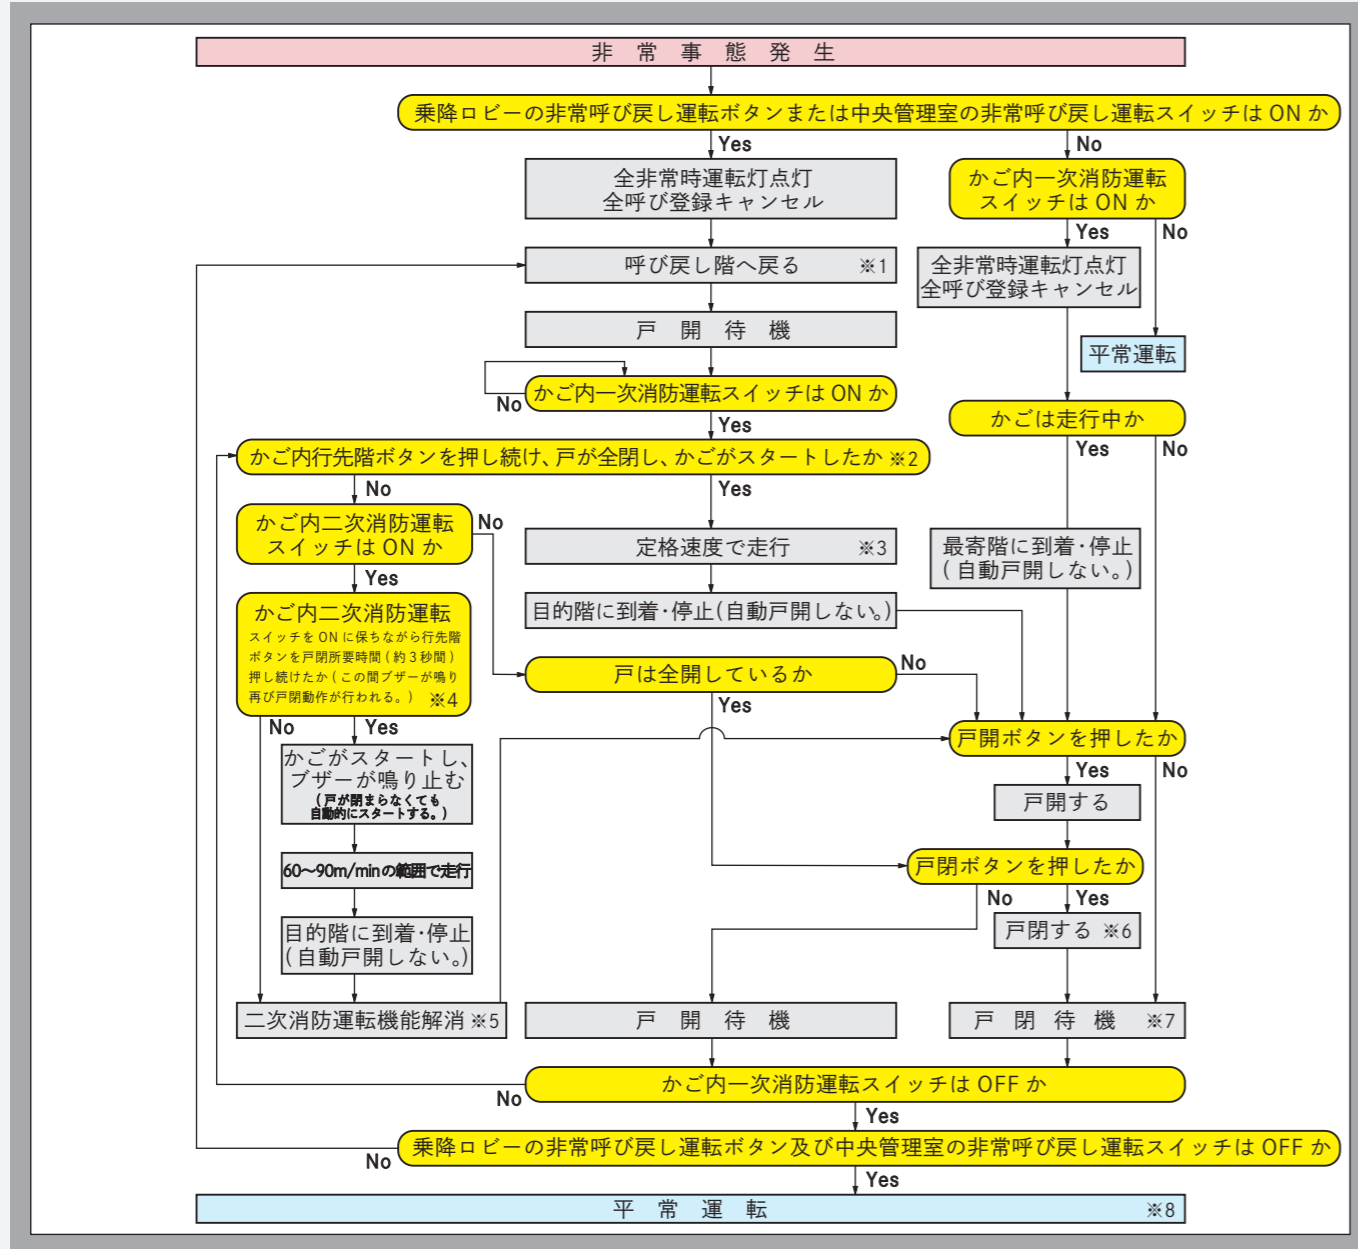 非常事態発生
乗降ロビーの非常呼び戻し運転ボタンまたは中央管理室の非常呼び戻し運転スイッチは ON か
Yes
No
全非常時運転灯点灯
全呼び登録キャンセル
かご内一次消防運転
スイッチは ON か
Yes
No
呼び戻し階へ戻る ※1
全非常時運転灯点灯
全呼び登録キャンセル
戸開待機
平常運転
かご内一次消防運転スイッチは ON か
No
Yes
かごは走行中か
Yes
No
かご内行先階ボタンを押し続け、戸が全閉し、かごがスタートしたか ※2
No
Yes
かご内二次消防運転
スイッチは ON か
No
Yes
定格速度で走行 ※3
最寄階に到着・停止
(自動戸開しない。)
目的階に到着・停止(自動戸開しない。)
かご内二次消防運転
スイッチを ON に保ちながら行先階
ボタンを戸閉所要時間(約3秒間)
押し続けたか(この間ブザーが鳴り
再び戸閉動作が行われる。) ※4
No
Yes
戸は全開しているか
No
Yes
戸開ボタンを押したか
Yes
No
かごがスタートし、
ブザーが鳴り止む
(戸が閉まらなくても
自動的にスタートする。)
戸開する
60〜90m/minの範囲で走行
戸閉ボタンを押したか
No
Yes
目的階に到着・停止
(自動戸開しない。)
戸閉する ※6
二次消防運転機能解消 ※5
戸開待機
戸閉待機 ※7
かご内一次消防運転スイッチは OFF か
No
Yes
乗降ロビーの非常呼び戻し運転ボタン及び中央管理室の非常呼び戻し運転スイッチは OFF か
No
Yes
平常運転 ※8